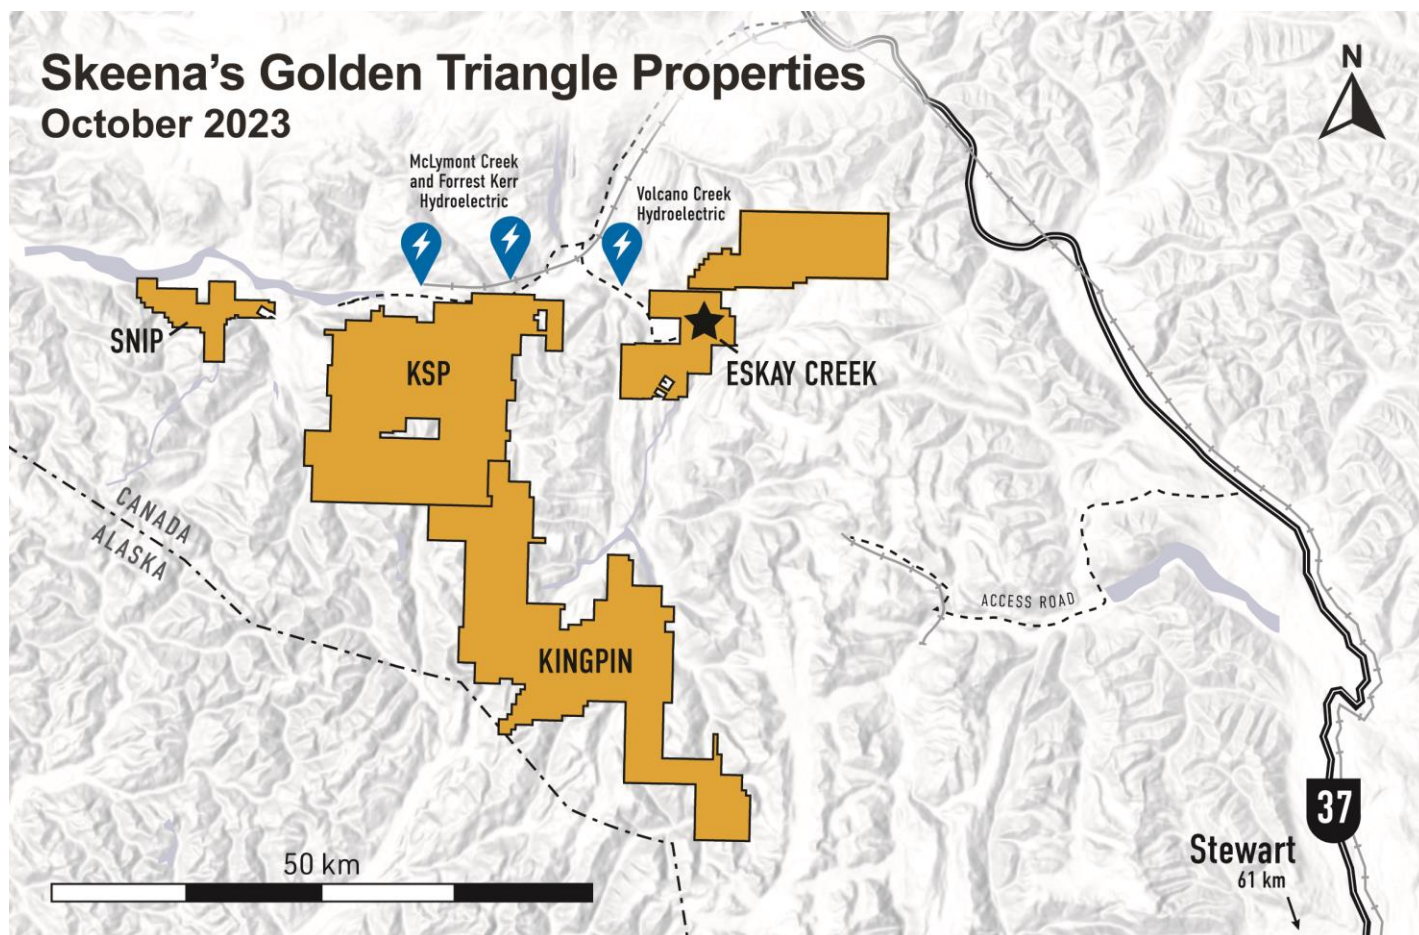 Skeena's Golden Triangle Properties
October 2023
N
McLymont Creek
and Forrest Kerr
Hydroelectric
Volcano Creek
Hydroelectric
SNIP
KSP
ESKAY CREEK
CANADA
ALASKA
ACCESS ROAD
KINGPIN
37
Stewart
61 km
50 km